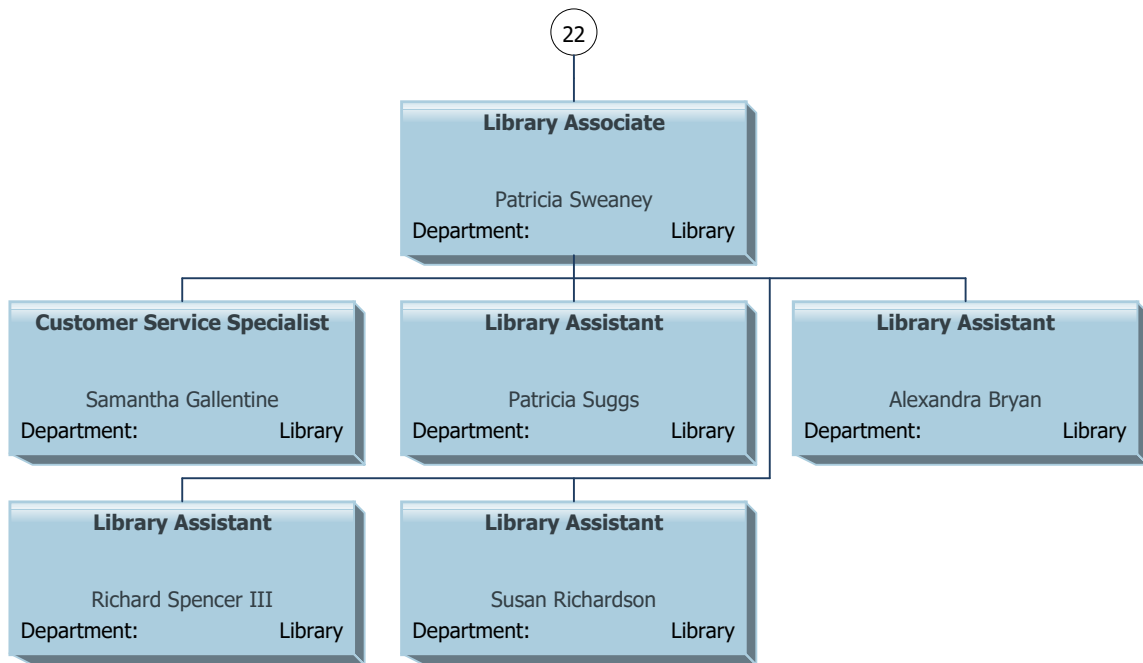 22
Library Associate
Patricia Sweaney
Department: Library
Customer Service Specialist
Samantha Gallentine
Department: Library
Library Assistant
Patricia Suggs
Department: Library
Library Assistant
Alexandra Bryan
Department: Library
Library Assistant
Richard Spencer III
Department: Library
Library Assistant
Susan Richardson
Department: Library